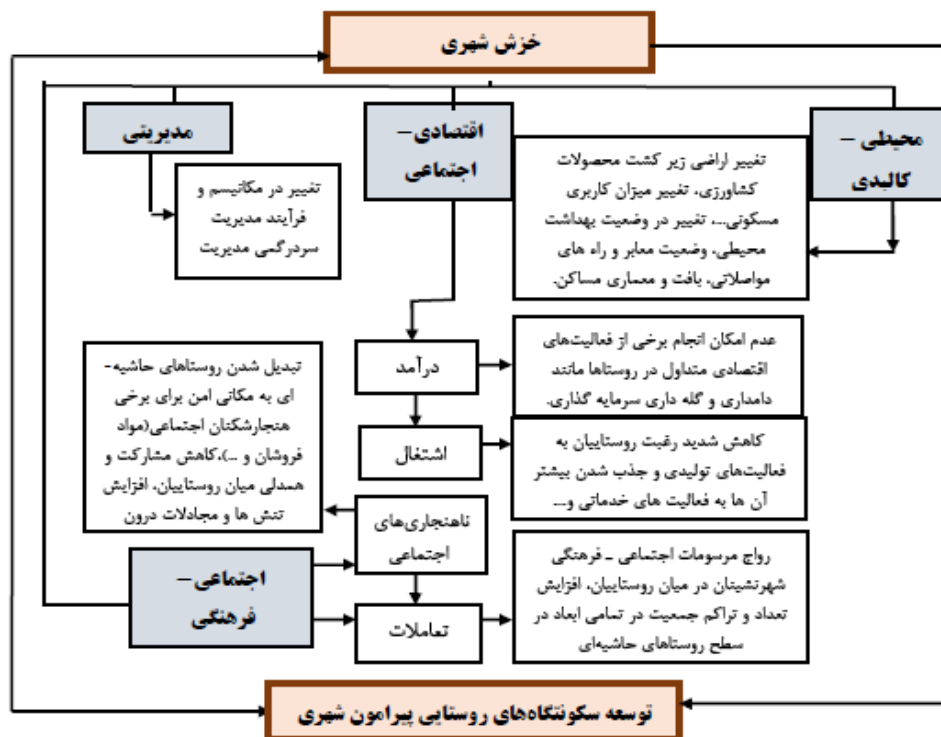 خزش شهری
محیطی –
کالبدی
اقتصادی –
اجتماعی
مدیریتی
تغییر اراضی زیر کشت محصولات
کشاورزی، تغییر میزان کاربری
مسکونی...، تغییر در وضعیت بهداشت
محیطی، وضعیت معابر و راه های
مواصلاتی، بافت و معماری مساکن.
تغییر در مکانیسم و
فرآیند مدیریت
سردرگمی مدیریت
درآمد
عدم امکان انجام برخی از فعالیت‌های
اقتصادی متداول در روستاها مانند
دامداری و گله داری سرمایه گذاری.
اشتغال
کاهش شدید رغبت روستاییان به
فعالیت‌های تولیدی و جذب شدن بیشتر
آن ها به فعالیت های خدماتی و...
تبدیل شدن روستاهای حاشیه-
ای به مکانی امن برای برخی
هنجارشکنان اجتماعی(مواد
فروشان و ...)،کاهش مشارکت و
همدلی میان روستاییان، افزایش
تنش ها و مجادلات درون
ناهنجاری‌های
اجتماعی
اجتماعی –
فرهنگی
تعاملات
رواج مرسومات اجتماعی ـ فرهنگی
شهرنشینان در میان روستاییان، افزایش
تعداد و تراکم جمعیت در تمامی ابعاد در
سطح روستاهای حاشیه‌ای
توسعه سکونتگاه‌های روستایی پیرامون شهری